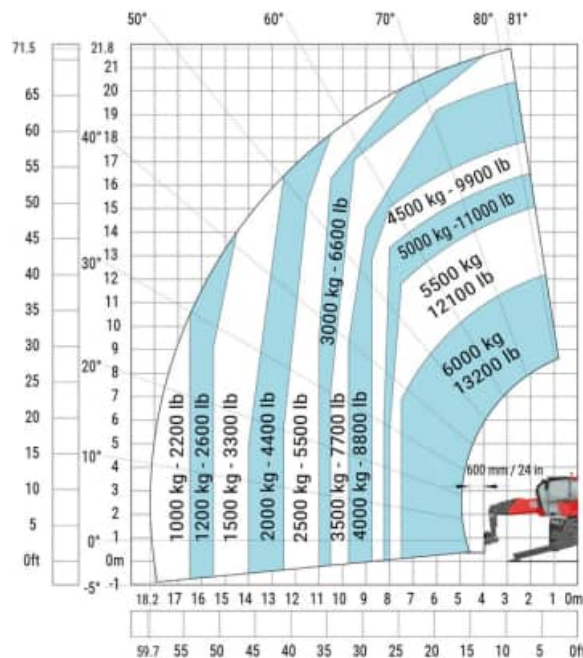 50° 60° 70° 80° 81°
71.5 21.8
21
65 20
19
60 18
40°
55 17
16
50 15
14
45 13
40 12
30°
11
35 10
30 9
20°
25 8
7
20 6
5
15 10° 4
10 3
2
5 0° 1
0ft 0m
-1
-5°
4500 kg - 9900 lb
5000 kg -11000 lb
5500 kg
12100 lb
6000 kg
13200 lb
1000 kg - 2200 lb
1200 kg - 2600 lb
1500 kg - 3300 lb
2000 kg - 4400 lb
2500 kg - 5500 lb
3000 kg - 6600 lb
3500 kg - 7700 lb
4000 kg - 8800 lb
600 mm / 24 in
18.2 17 16 15 14 13 12 11 10 9 8 7 6 5 4 3 2 1 0m
59.7 55 50 45 40 35 30 25 20 15 10 5 0ft